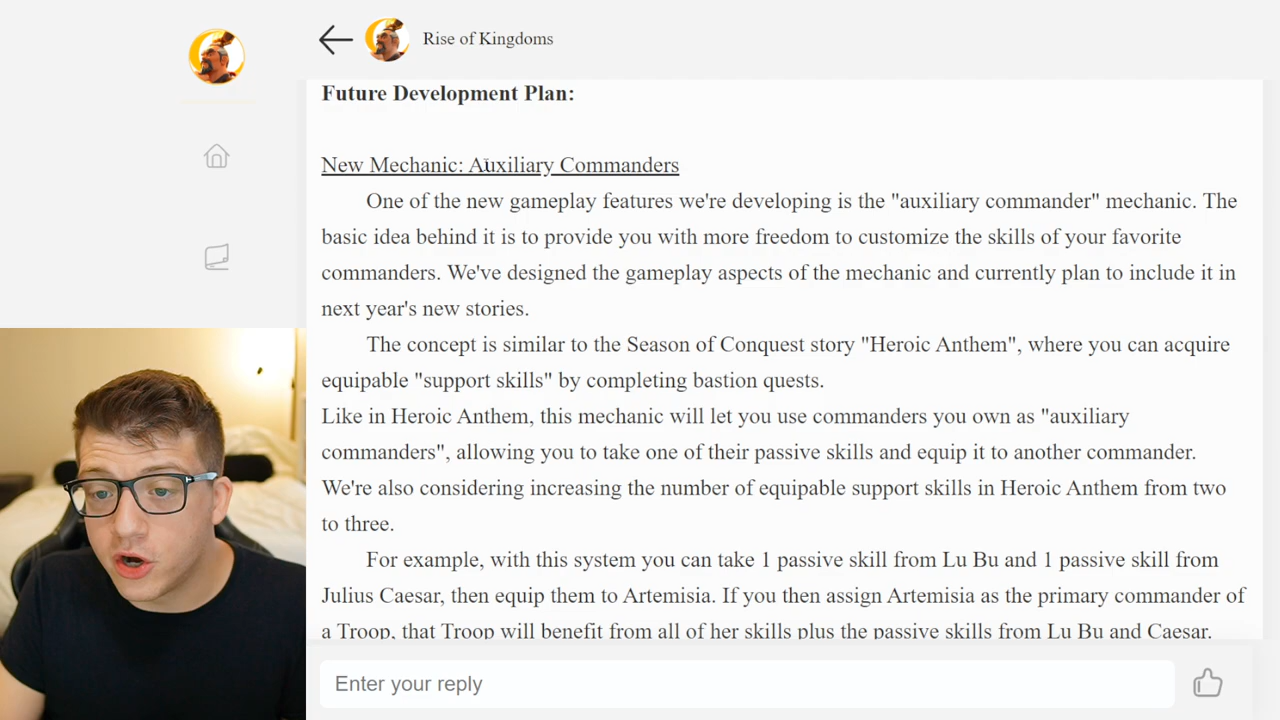 Rise of Kingdoms
Future Development Plan:
New Mechanic: Auxiliary Commanders
One of the new gameplay features we're developing is the "auxiliary commander" mechanic. The
basic idea behind it is to provide you with more freedom to customize the skills of your favorite
commanders. We've designed the gameplay aspects of the mechanic and currently plan to include it in
next year's new stories.
The concept is similar to the Season of Conquest story "Heroic Anthem", where you can acquire
equipable "support skills" by completing bastion quests.
Like in Heroic Anthem, this mechanic will let you use commanders you own as "auxiliary
commanders", allowing you to take one of their passive skills and equip it to another commander.
We're also considering increasing the number of equipable support skills in Heroic Anthem from two
to three.
For example, with this system you can take 1 passive skill from Lu Bu and 1 passive skill from
Julius Caesar, then equip them to Artemisia. If you then assign Artemisia as the primary commander of
a Troop, that Troop will benefit from all of her skills plus the passive skills from Lu Bu and Caesar.
Enter your reply